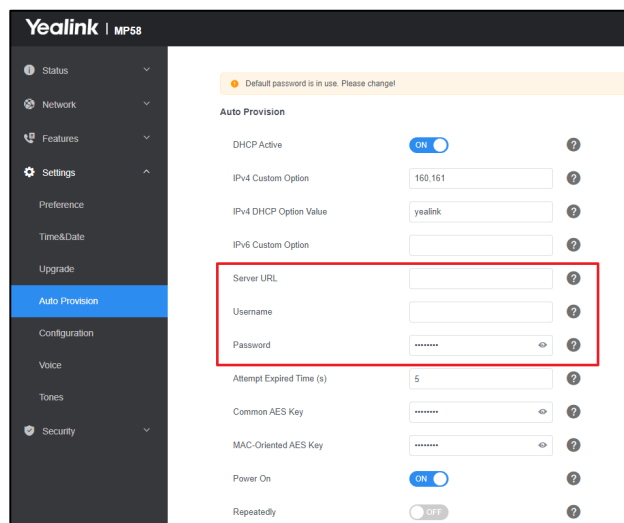 Yealink | MP58
Status
Network
Features
Settings
Preference
Time&Date
Upgrade
Auto Provision
Configuration
Voice
Tones
Security
Default password is in use. Please change!
Auto Provision
DHCP Active ON ?
IPv4 Custom Option 160,161 ?
IPv4 DHCP Option Value yealink ?
IPv6 Custom Option ?
Server URL ?
Username ?
Password •••••••• ?
Attempt Expired Time (s) 5 ?
Common AES Key •••••••• ?
MAC-Oriented AES Key •••••••• ?
Power On ON ?
Repeatedly OFF ?